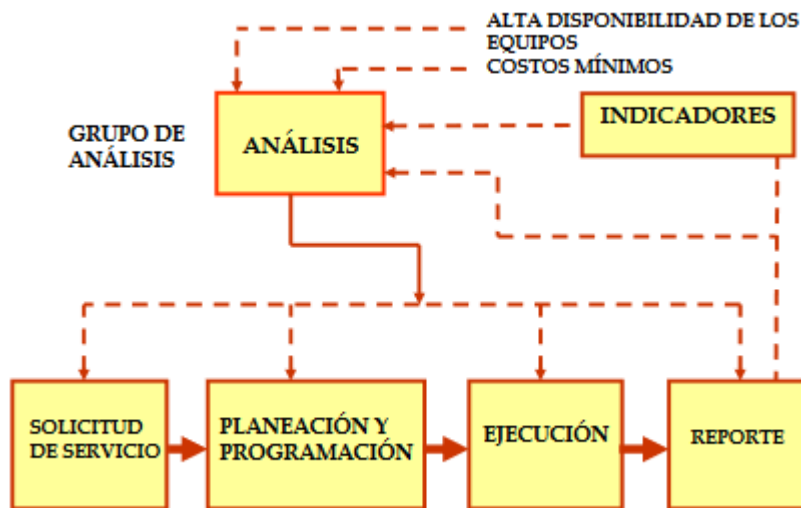 ALTA DISPONIBILIDAD DE LOS
EQUIPOS
COSTOS MÍNIMOS
INDICADORES
GRUPO DE
ANÁLISIS
ANÁLISIS
SOLICITUD
DE SERVICIO
PLANEACIÓN Y
PROGRAMACIÓN
EJECUCIÓN
REPORTE